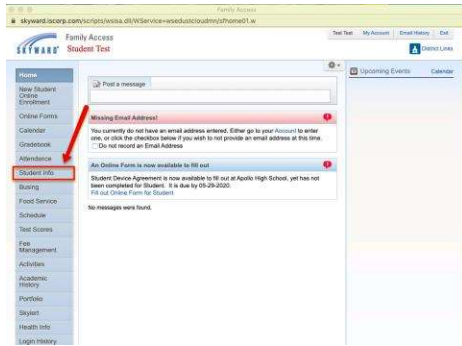 Family Access
skyward.iscorp.com/scripts/wsisa.dll/WService=wseduslcloudmn/sfhome01.w
Family Access
Test Test My Account Email History Exit
SKYWARD®
Student Test
District Links
Home
New Student
Online
Enrollment
Online Forms
Calendar
Gradebook
Attendance
Student Info
Busing
Food Service
Schedule
Test Scores
Fee
Management
Activities
Academic
History
Portfolio
Skylert
Health Info
Login History
Post a message
Missing Email Address!
You currently do not have an email address entered. Either go to your Account to enter
one, or click the checkbox below if you wish to not provide an email address at this time.
Do not record an Email Address
An Online Form is now available to fill out
Student Device Agreement is now available to fill out at Apollo High School, yet has not
been completed for Student. It is due by 05-29-2020.
Fill out Online Form for Student
No messages were found.
Upcoming Events Calendar